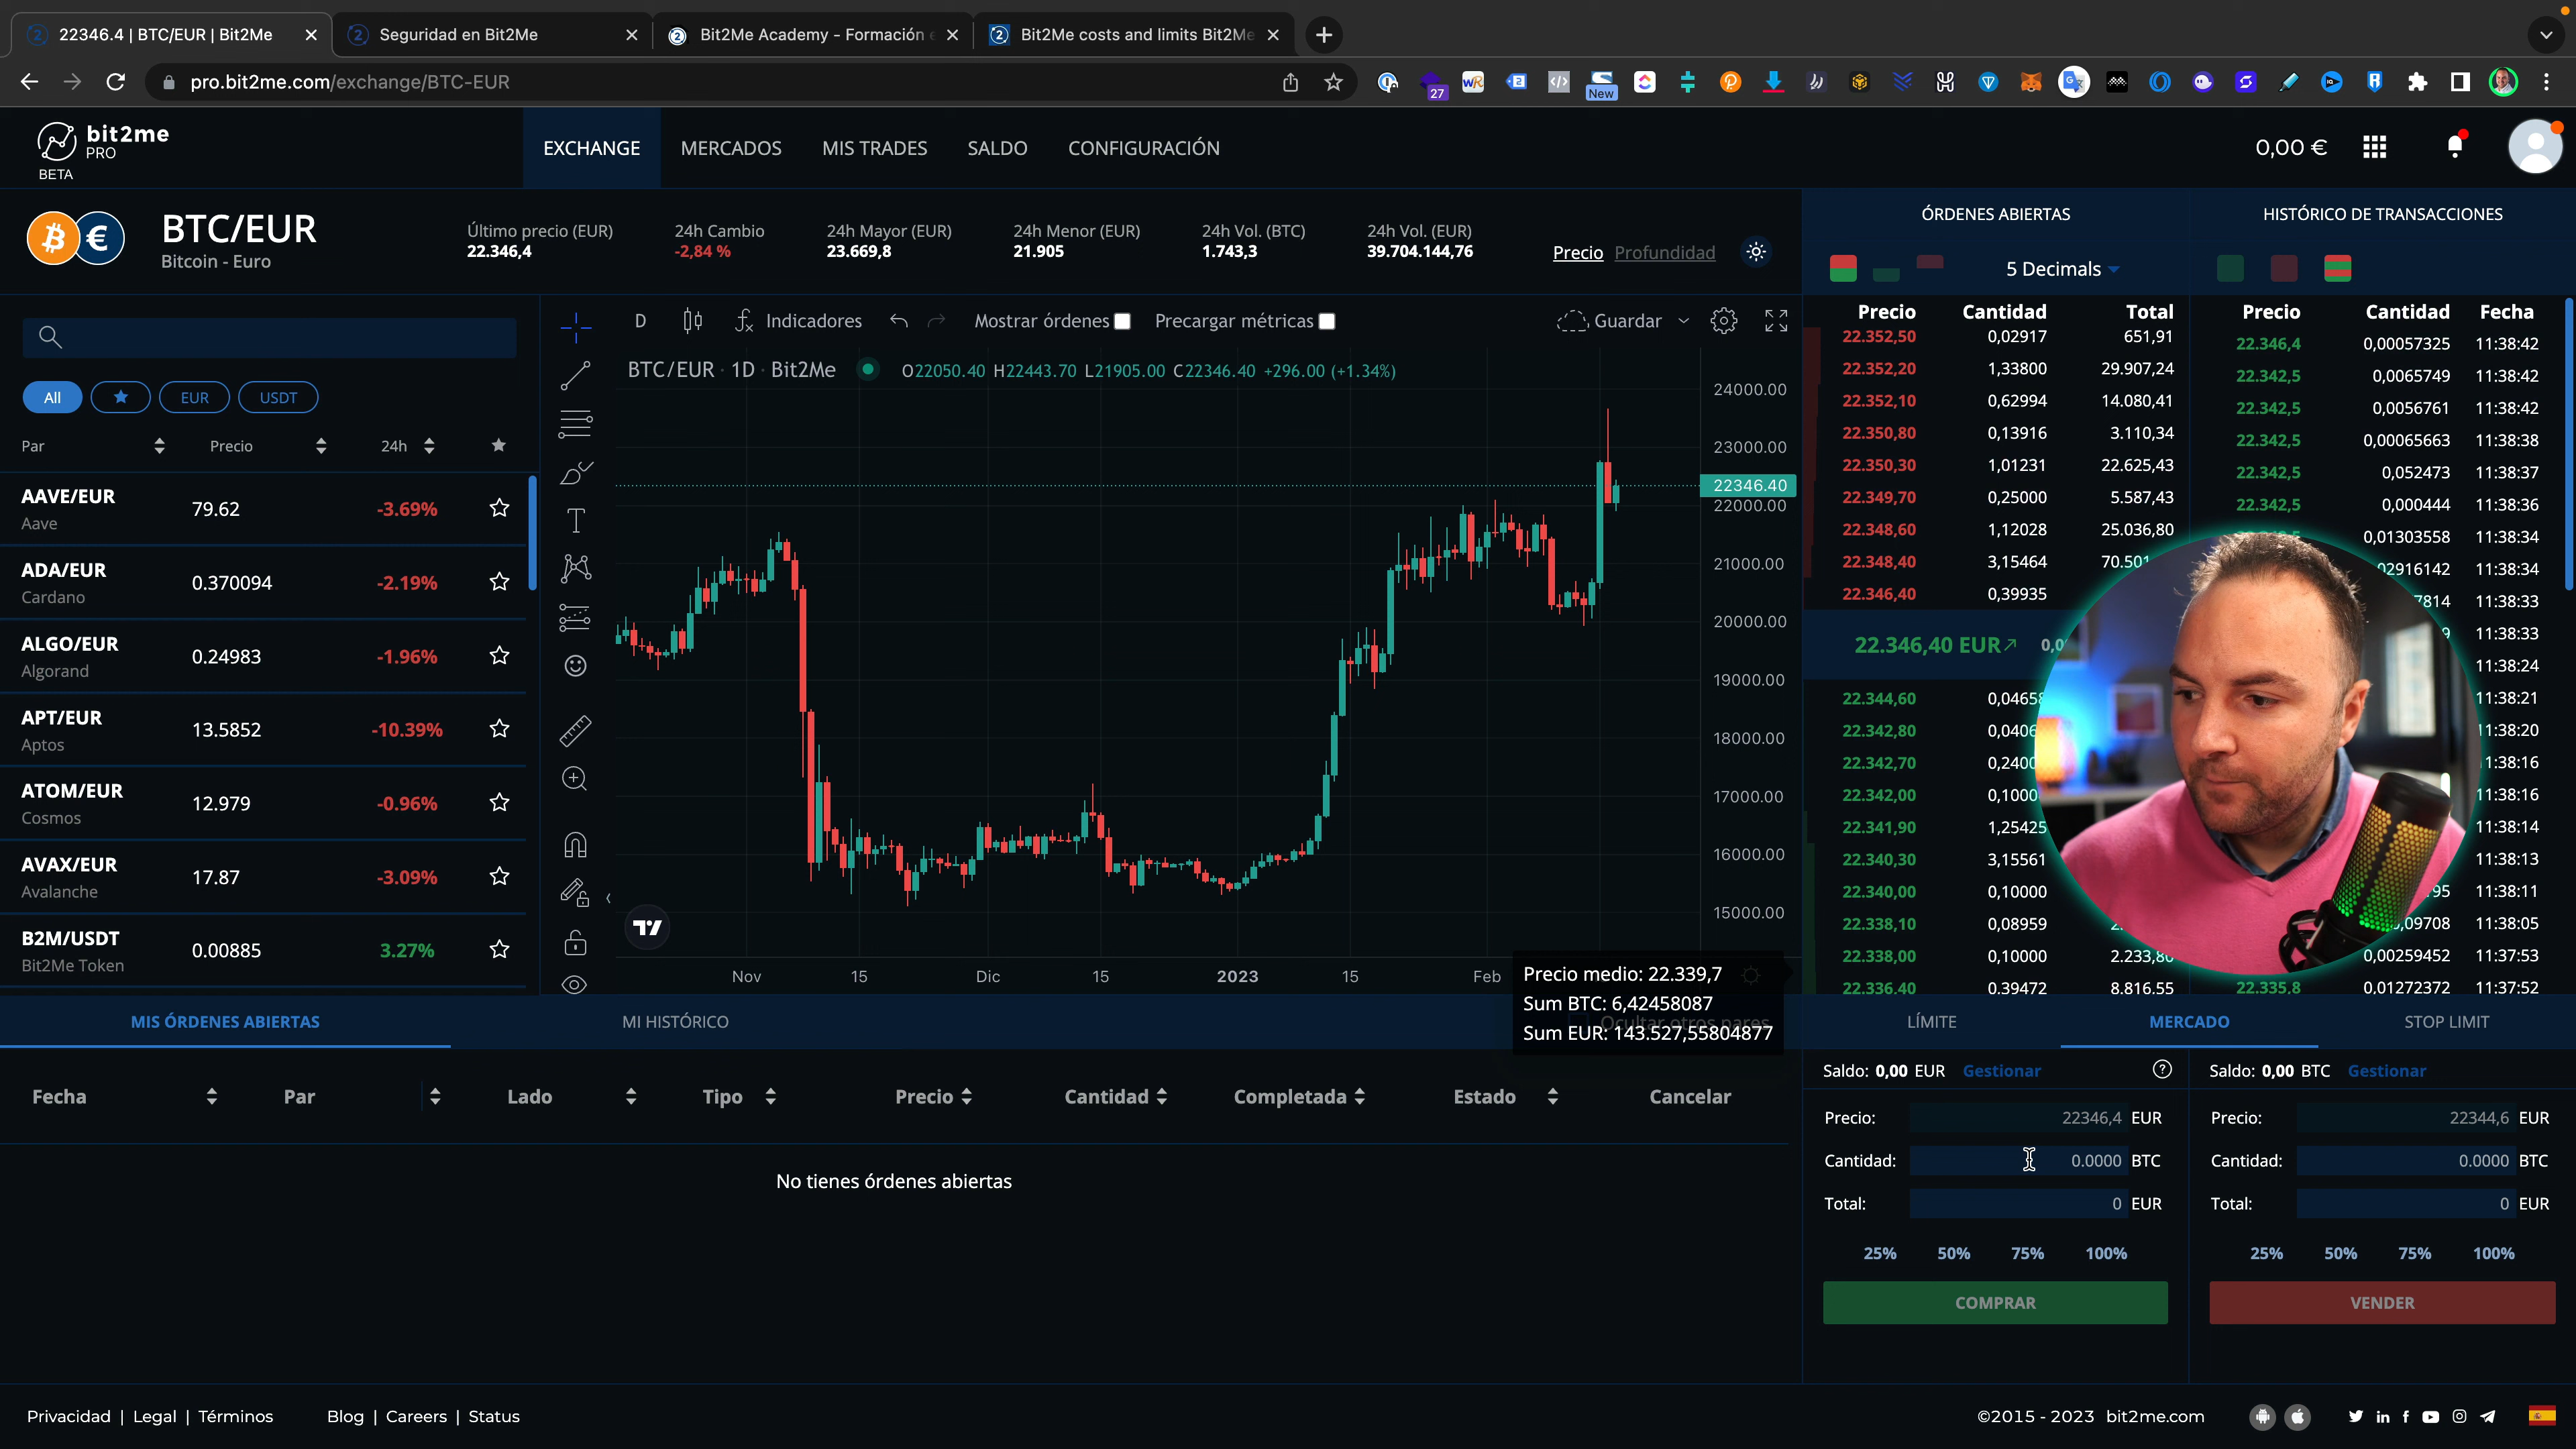 22346.4 | BTC/EUR | Bit2Me
Seguridad en Bit2Me
Bit2Me Academy - Formación
Bit2Me costs and limits Bit2Me
pro.bit2me.com/exchange/BTC-EUR
27
New
bit2me
PRO
BETA
EXCHANGE
MERCADOS
MIS TRADES
SALDO
CONFIGURACIÓN
0,00 €
BTC/EUR
Bitcoin - Euro
Último precio (EUR)
22.346,4
24h Cambio
-2,84 %
24h Mayor (EUR)
23.669,8
24h Menor (EUR)
21.905
24h Vol. (BTC)
1.743,3
24h Vol. (EUR)
39.704.144,76
Precio Profundidad
All
EUR
USDT
Par Precio 24h
AAVE/EUR 79.62 -3.69%
Aave
ADA/EUR 0.370094 -2.19%
Cardano
ALGO/EUR 0.24983 -1.96%
Algorand
APT/EUR 13.5852 -10.39%
Aptos
ATOM/EUR 12.979 -0.96%
Cosmos
AVAX/EUR 17.87 -3.09%
Avalanche
B2M/USDT 0.00885 3.27%
Bit2Me Token
D Indicadores Mostrar órdenes Precargar métricas Guardar
BTC/EUR · 1D · Bit2Me O22050.40 H22443.70 L21905.00 C22346.40 +296.00 (+1.34%)
24000.00
23000.00
22346.40
22000.00
21000.00
20000.00
19000.00
18000.00
17000.00
16000.00
15000.00
Nov 15 Dic 15 2023 15 Feb
Precio medio: 22.339,7
Sum BTC: 6,42458087
Sum EUR: 143.527,55804877
Ocultar otros pares
ÓRDENES ABIERTAS
5 Decimals
Precio Cantidad Total
22.352,50 0,02917 651,91
22.352,20 1,33800 29.907,24
22.352,10 0,62994 14.080,41
22.350,80 0,13916 3.110,34
22.350,30 1,01231 22.625,43
22.349,70 0,25000 5.587,43
22.348,60 1,12028 25.036,80
22.348,40 3,15464 70.501
22.346,40 0,39935
22.346,40 EUR
22.344,60 0,04658
22.342,80 0,0406
22.342,70 0,2400
22.342,00 0,1000
22.341,90 1,25425
22.340,30 3,15561
22.340,00 0,10000
22.338,10 0,08959
22.338,00 0,10000 2.233,80
22.336,40 0,39472 8.816,55
HISTÓRICO DE TRANSACCIONES
Precio Cantidad Fecha
22.346,4 0,00057325 11:38:42
22.342,5 0,0065749 11:38:42
22.342,5 0,0056761 11:38:42
22.342,5 0,00065663 11:38:38
22.342,5 0,052473 11:38:37
22.342,5 0,000444 11:38:36
0,01303558 11:38:34
02916142 11:38:34
7814 11:38:33
9 11:38:33
11:38:24
11:38:21
11:38:20
11:38:16
11:38:16
11:38:14
11:38:13
95 11:38:11
09708 11:38:05
0,00259452 11:37:53
22.335,8 0,01272372 11:37:52
MIS ÓRDENES ABIERTAS
MI HISTÓRICO
Fecha Par Lado Tipo Precio Cantidad Completada Estado Cancelar
No tienes órdenes abiertas
LÍMITE
MERCADO
STOP LIMIT
Saldo: 0,00 EUR Gestionar
Precio: 22346,4 EUR
Cantidad: 0.0000 BTC
Total: 0 EUR
25% 50% 75% 100%
COMPRAR
Saldo: 0,00 BTC Gestionar
Precio: 22344,6 EUR
Cantidad: 0.0000 BTC
Total: 0 EUR
25% 50% 75% 100%
VENDER
Privacidad | Legal | Términos
Blog | Careers | Status
©2015 - 2023 bit2me.com